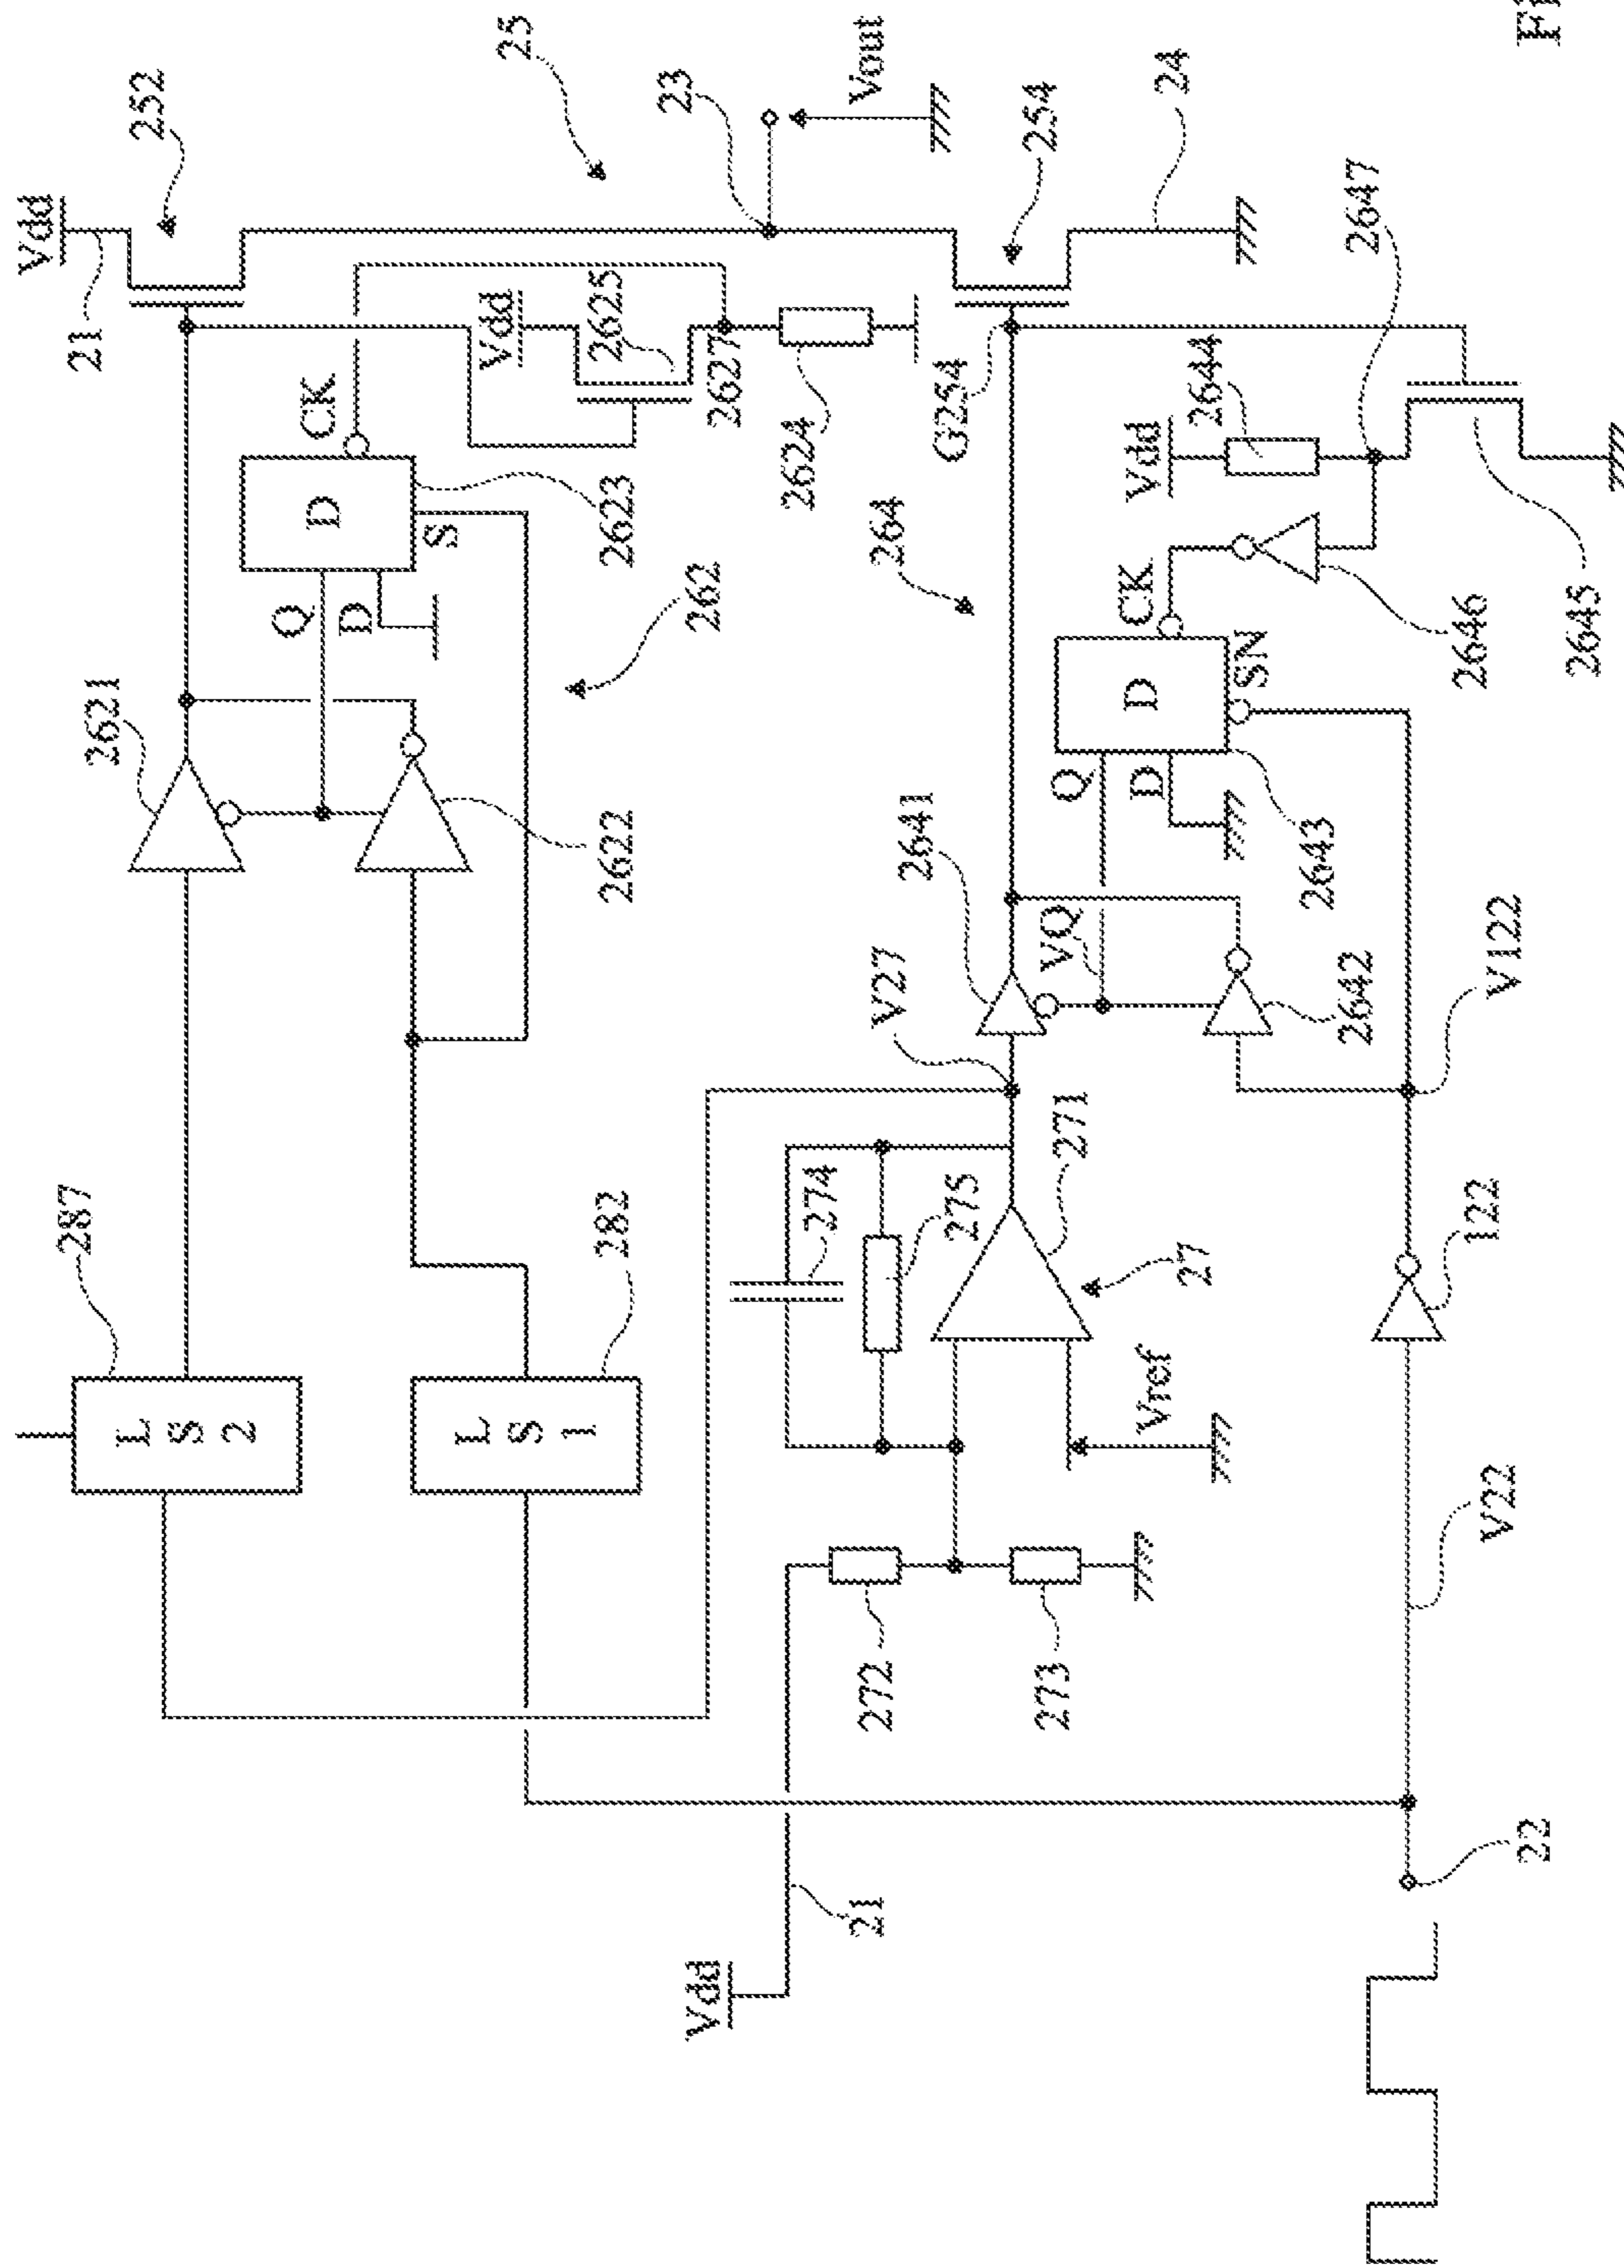 Vdd
21
252
25
23
Vout
CK
Vdd
2625
2627
2624
D
S
2623
Q
D
262
2621
2622
287
L
S
2
282
L
S
1
254
24
G254
264
Vdd
2644
2647
CK
D
SN
2646
2645
Q
D
2643
2641
VQ
V27
2642
V122
274
275
271
27
Vref
122
272
273
V22
Vdd
21
22